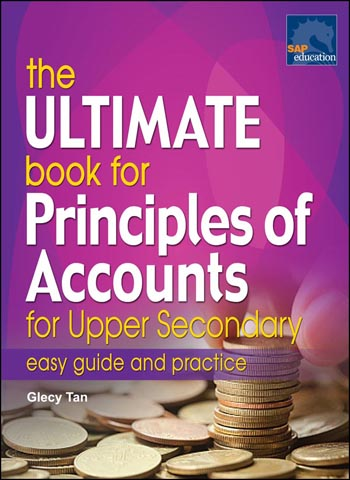 SAP
education
the
ULTIMATE
book for
Principles of
Accounts
for Upper Secondary
easy guide and practice
Glecy Tan